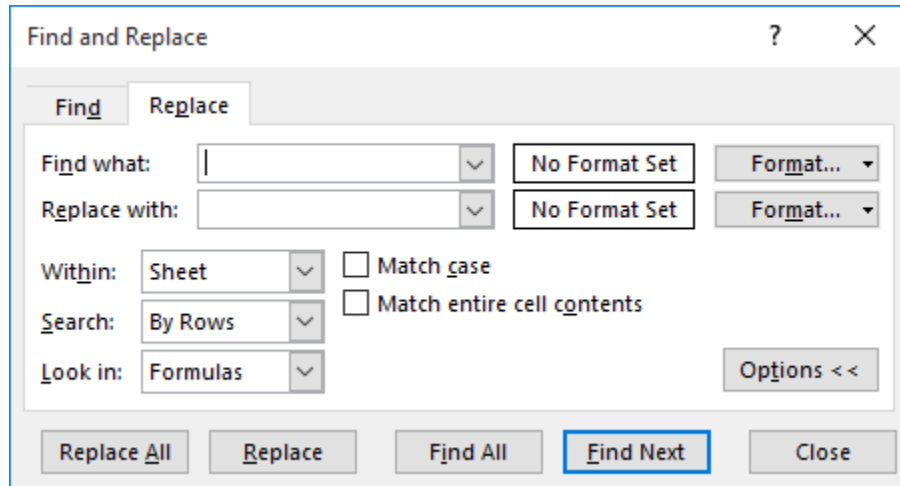 Find and Replace ?
Find Replace
Find what: No Format Set Format...
Replace with: No Format Set Format...
Within: Sheet Match case
Match entire cell contents
Search: By Rows
Look in: Formulas Options <<
Replace All Replace Find All Find Next Close